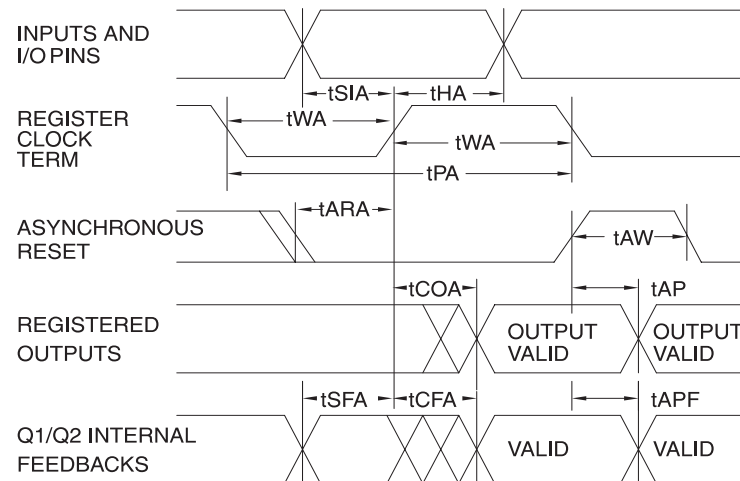 INPUTS AND
I/O PINS
tSIA
tHA
REGISTER
CLOCK
TERM
tWA
tWA
tPA
ASYNCHRONOUS
RESET
tARA
tAW
tCOA
tAP
REGISTERED
OUTPUTS
OUTPUT
VALID
OUTPUT
VALID
tSFA
tCFA
tAPF
Q1/Q2 INTERNAL
FEEDBACKS
VALID
VALID